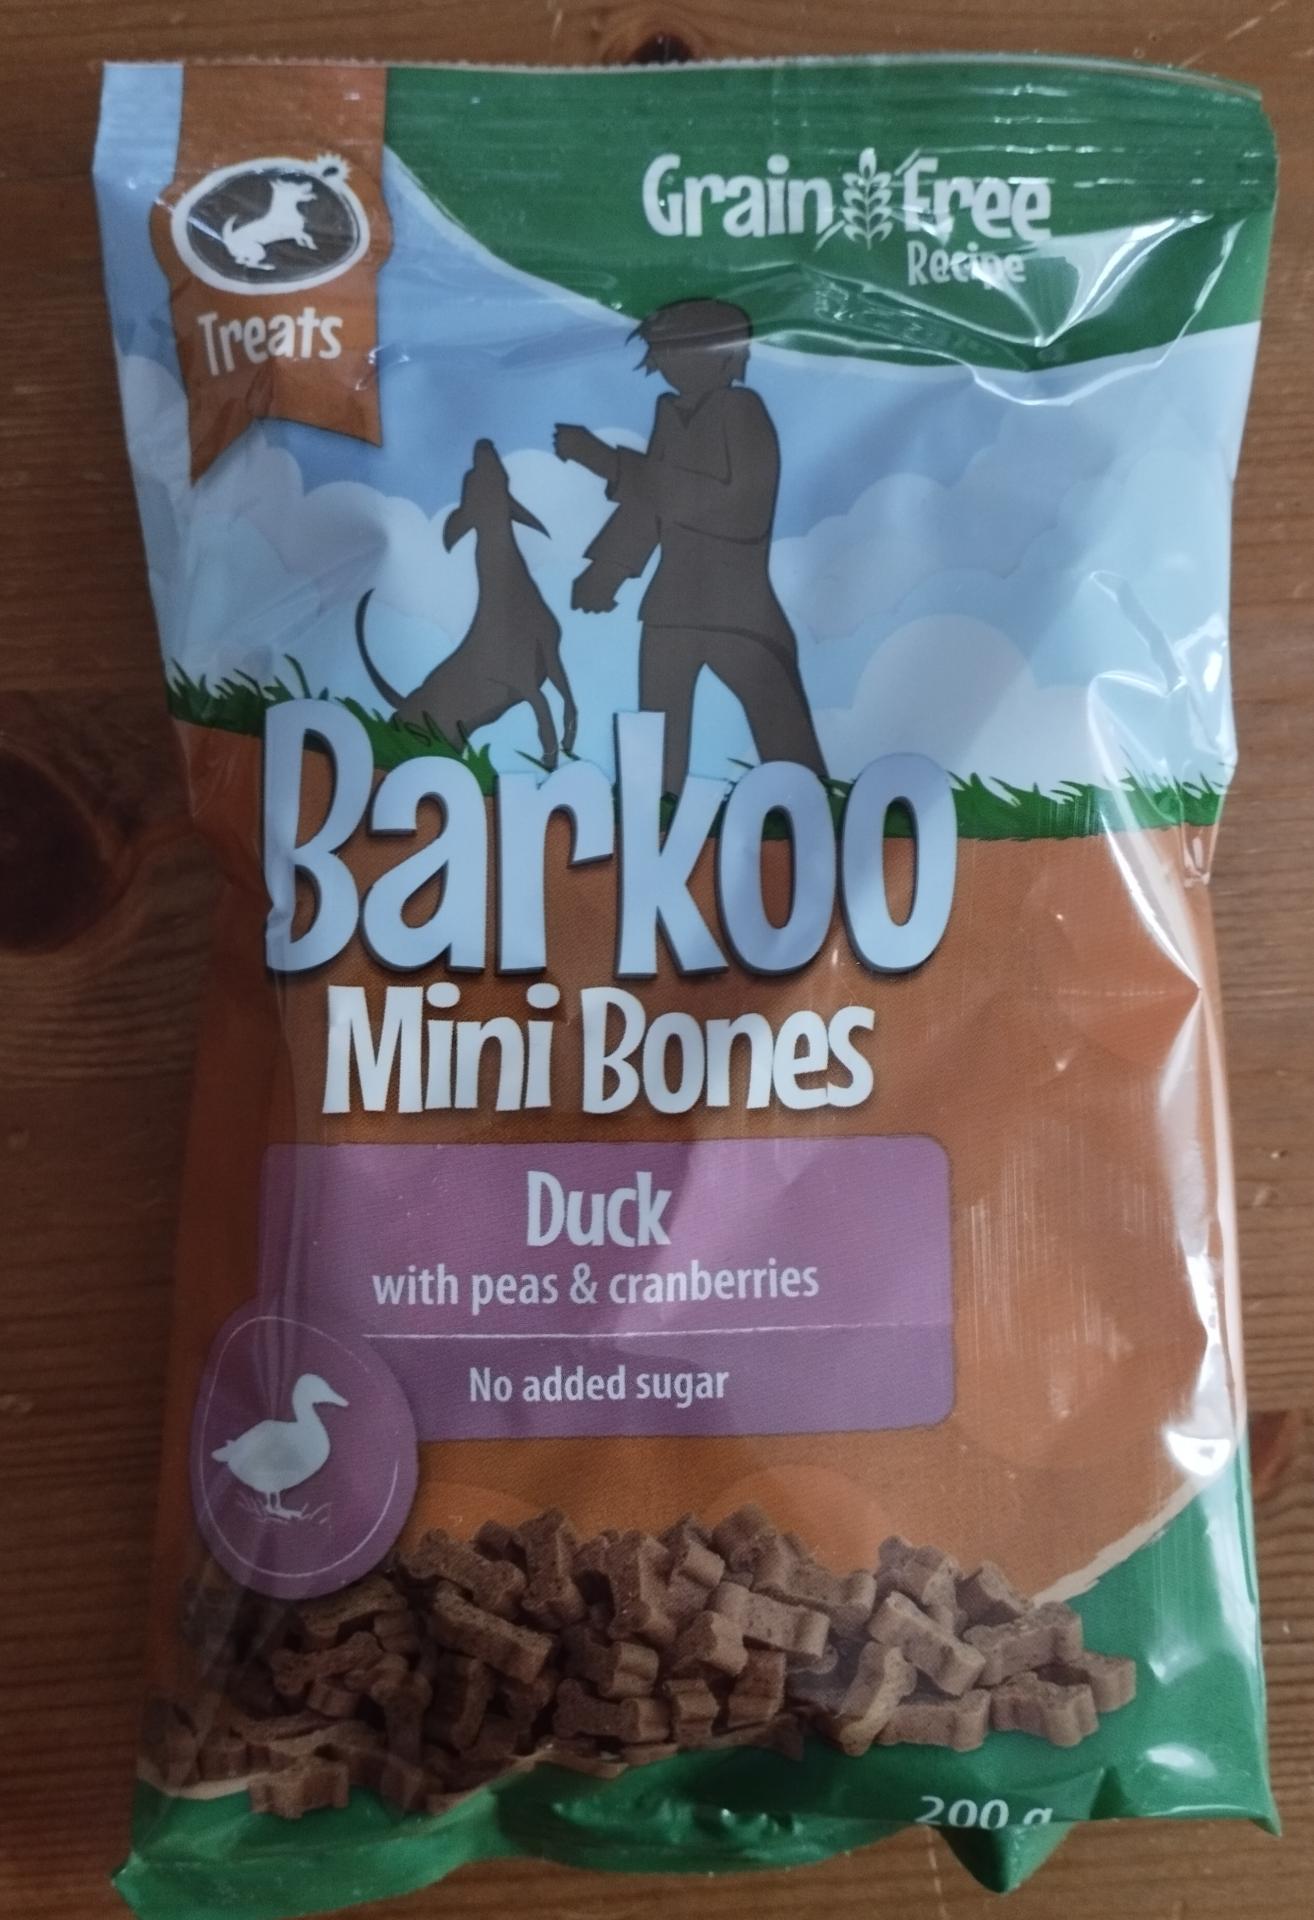 Grain Free
Recipe
Treats
Barkoo
Mini Bones
Duck
with peas & cranberries
No added sugar
200 g